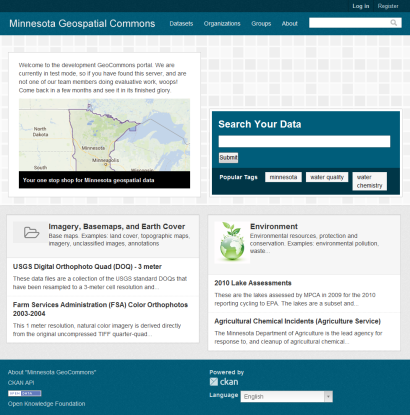 Log in Register
Minnesota Geospatial Commons
Datasets Organizations Groups About
Welcome to the development GeoCommons portal. We are
currently in test mode, so if you have found this server, and are
not one of our team members doing evaluative work, woops!
Come back in a few months and see it in its finished glory.
North
Dakota
Minnesota
Minneapolis
South
Wisconsin
Your one stop shop for Minnesota geospatial data
Search Your Data
Submit
Popular Tags minnesota water quality water
chemistry
Imagery, Basemaps, and Earth Cover
Base maps. Examples: land cover, topographic maps,
imagery, unclassified images, annotations
USGS Digital Orthophoto Quad (DOQ) - 3 meter
These data files are a collection of the USGS standard DOQs that
have been resampled to a 3-meter cell resolution and...
Farm Services Administration (FSA) Color Orthophotos
2003-2004
This 1 meter resolution, natural color imagery is derived directly
from the original uncompressed TIFF quarter-quad...
Environment
Environmental resources, protection and
conservation. Examples: environmental pollution,
waste...
2010 Lake Assessments
These are the lakes assessed by MPCA in 2009 for the 2010
reporting cycling to EPA. The lakes are a subset and...
Agricultural Chemical Incidents (Agriculture Service)
The Minnesota Department of Agriculture is the lead agency for
response to, and cleanup of agricultural chemical...
About "Minnesota GeoCommons"
CKAN API
OPEN DATA
Open Knowledge Foundation
Powered by
ckan
Language English